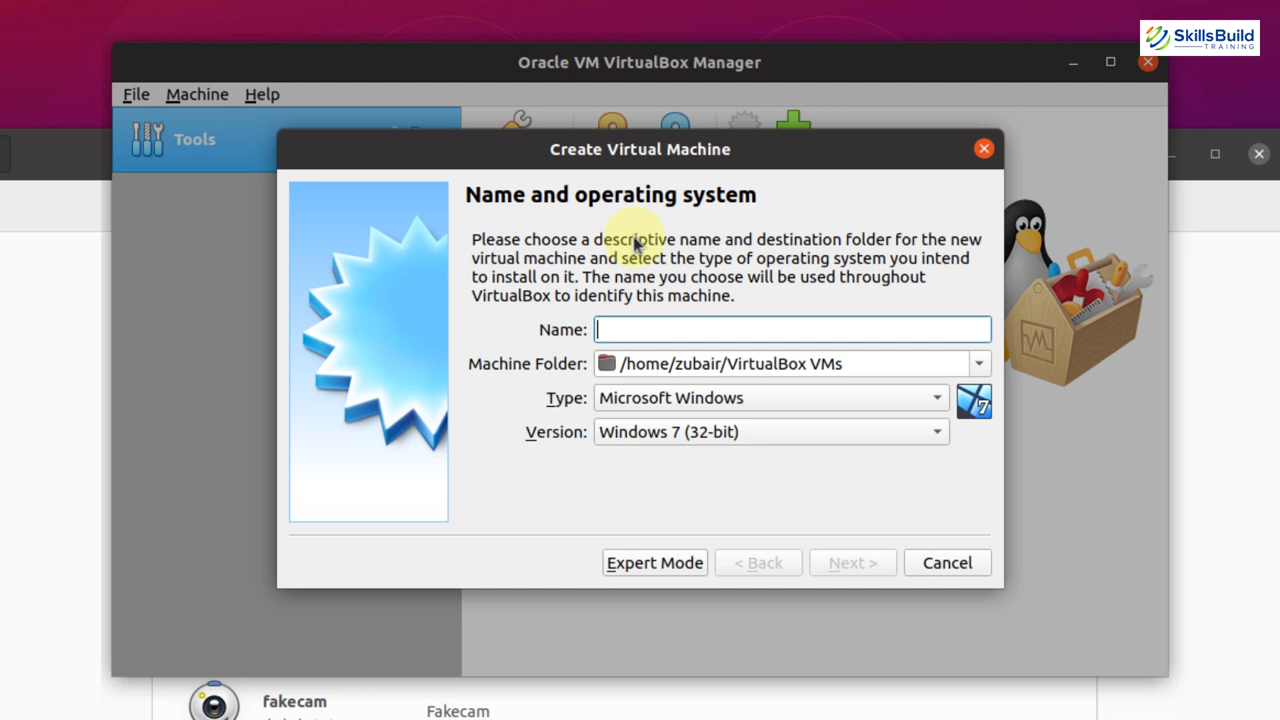 SkillsBuild
TRAINING
Oracle VM VirtualBox Manager
File Machine Help
Tools
Create Virtual Machine
Name and operating system
Please choose a descriptive name and destination folder for the new
virtual machine and select the type of operating system you intend
to install on it. The name you choose will be used throughout
VirtualBox to identify this machine.
Name:
Machine Folder: /home/zubair/VirtualBox VMs
Type: Microsoft Windows
7
Version: Windows 7 (32-bit)
Expert Mode < Back Next > Cancel
fakecam
Fakecam